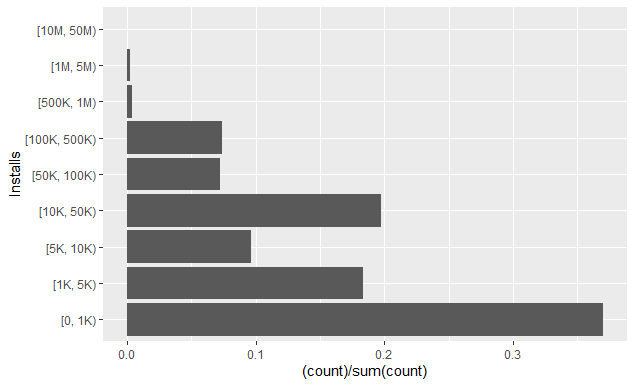 [10M, 50M)
[1M, 5M)
[500K, 1M)
[100K, 500K)
[50K, 100K)
[10K, 50K)
[5K, 10K)
[1K, 5K)
[0, 1K)
Installs
0.0 0.1 0.2 0.3
(count)/sum(count)